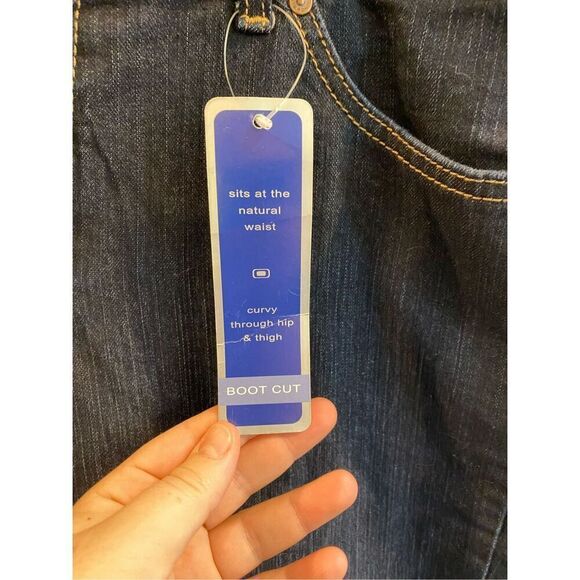 sits at the
natural
waist
curvy
through hip
& thigh
BOOT CUT